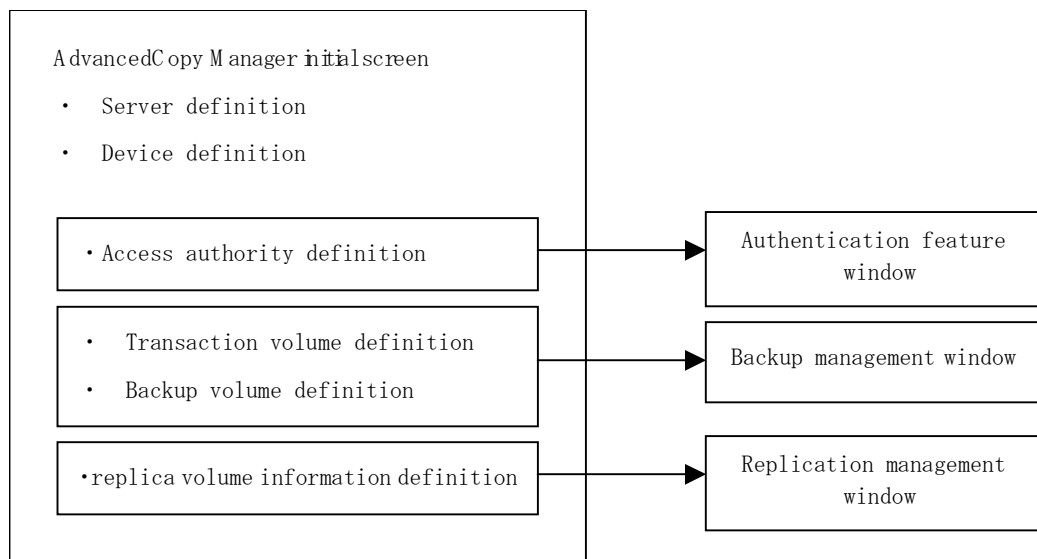 AdvancedCopy Manager initial screen
・ Server definition
・ Device definition
・Access authority definition
Authentication feature
window
・ Transaction volume definition
・ Backup volume definition
Backup management window
・replica volume information definition
Replication management
window